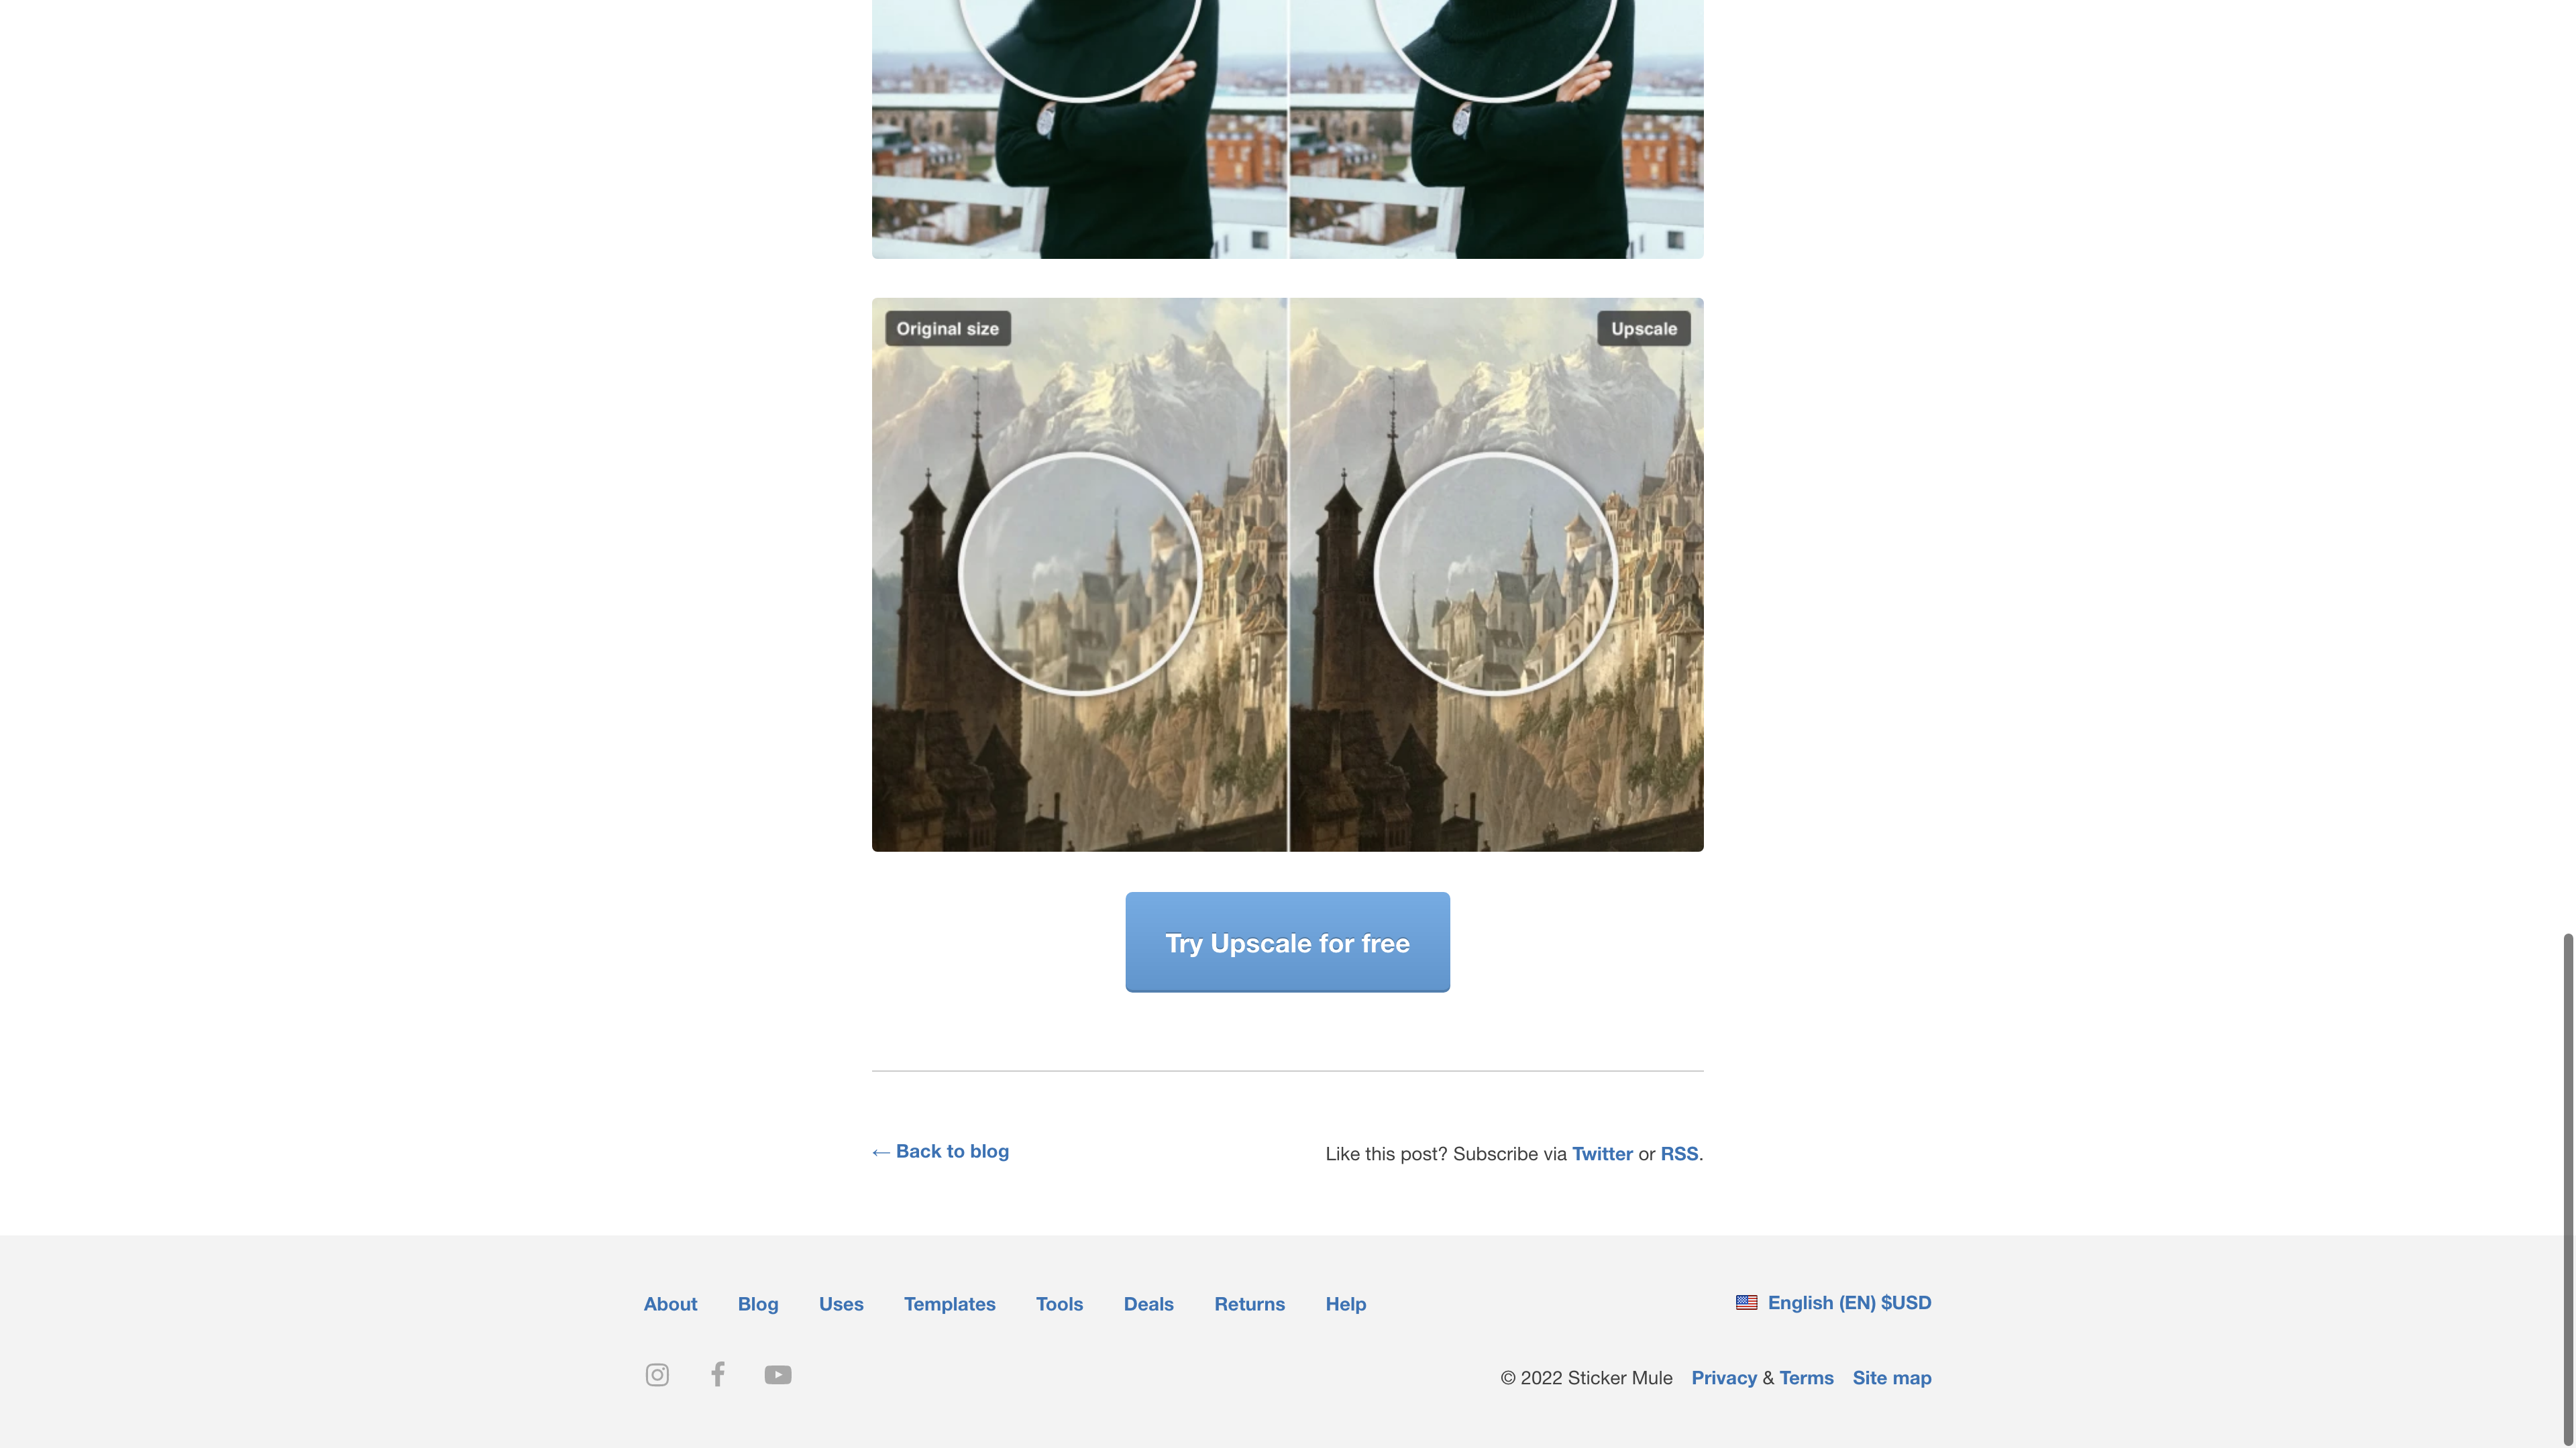 Original size
Upscale
Try Upscale for free
← Back to blog
Like this post? Subscribe via Twitter or RSS.
About Blog Uses Templates Tools Deals Returns Help
English (EN) $USD
© 2022 Sticker Mule Privacy & Terms Site map